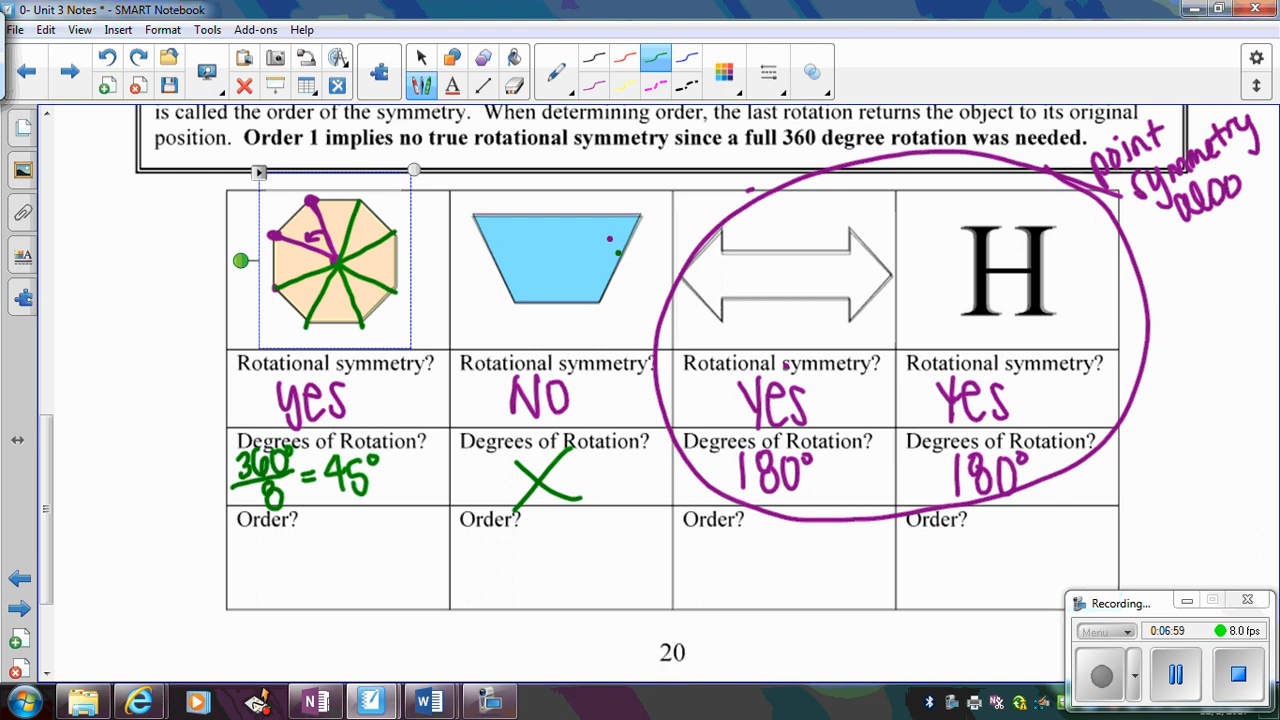 0- Unit 3 Notes * - SMART Notebook
File Edit View Insert Format Tools Add-ons Help
is called the order of the symmetry. When determining order, the last rotation returns the object to its original
position. Order 1 implies no true rotational symmetry since a full 360 degree rotation was needed.
point
symmetry
also
H
Rotational symmetry? Rotational symmetry? Rotational symmetry? Rotational symmetry?
yes NO Yes Yes
Degrees of Rotation? Degrees of Rotation? Degrees of Rotation? Degrees of Rotation?
360°/8 = 45° X 180° 180°
Order? Order? Order? Order?
20
Recording...
Menu 0:06:59 8.0 fps